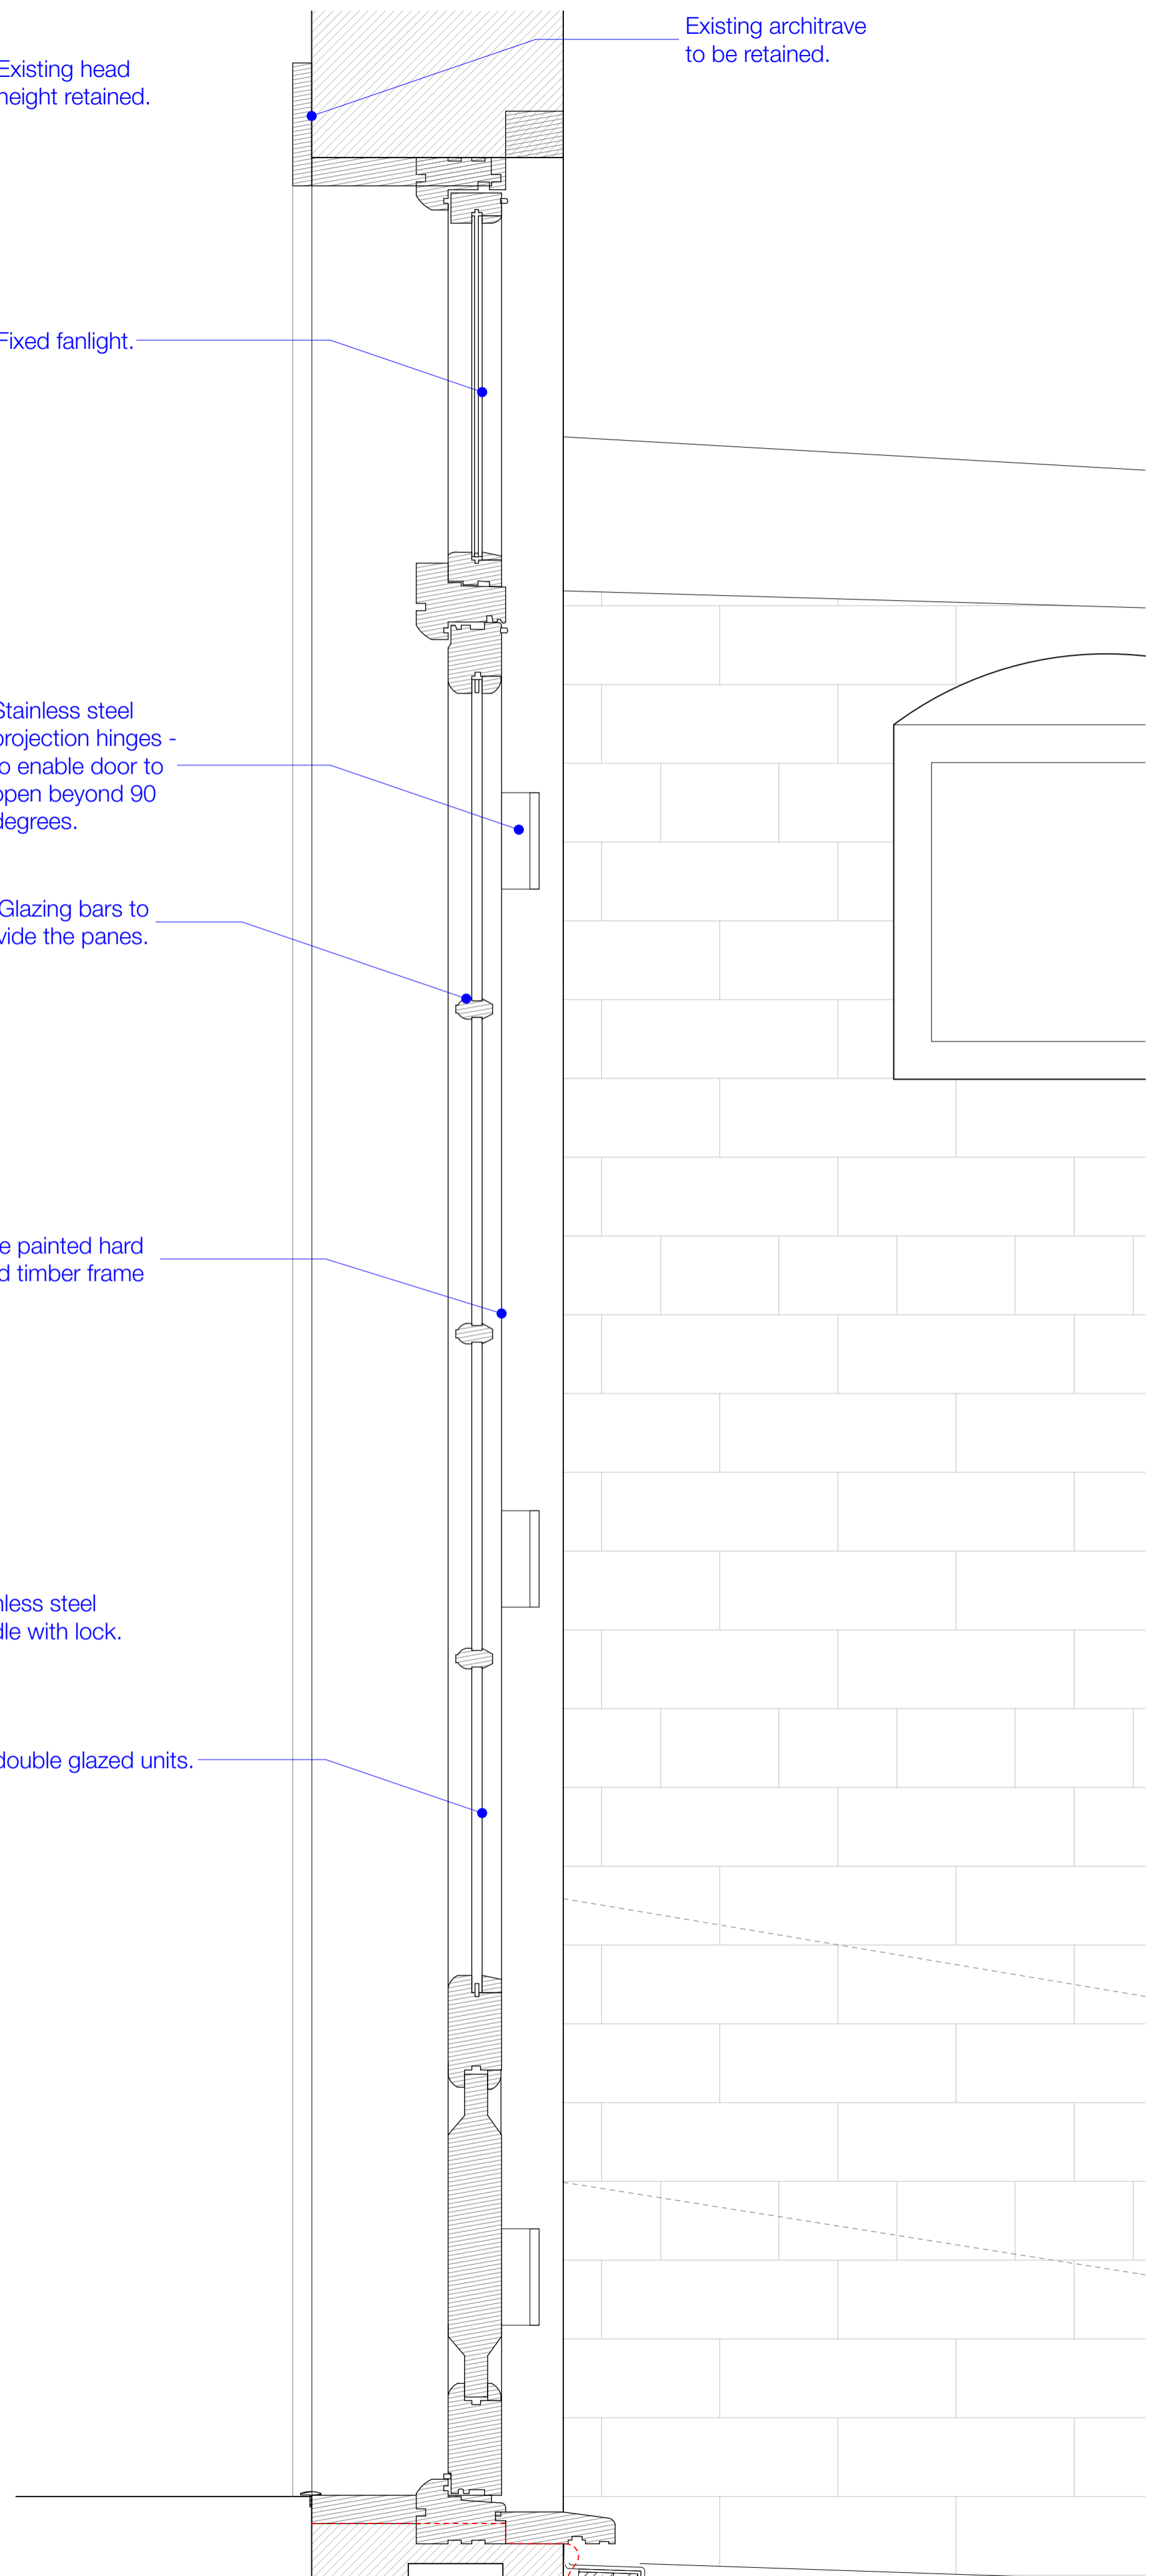 Existing architrave
to be retained.
Existing head
height retained.
Fixed fanlight.
Stainless steel
projection hinges -
to enable door to
open beyond 90
degrees.
Glazing bars to
vide the panes.
e painted hard
d timber frame
nless steel
dle with lock.
double glazed units.